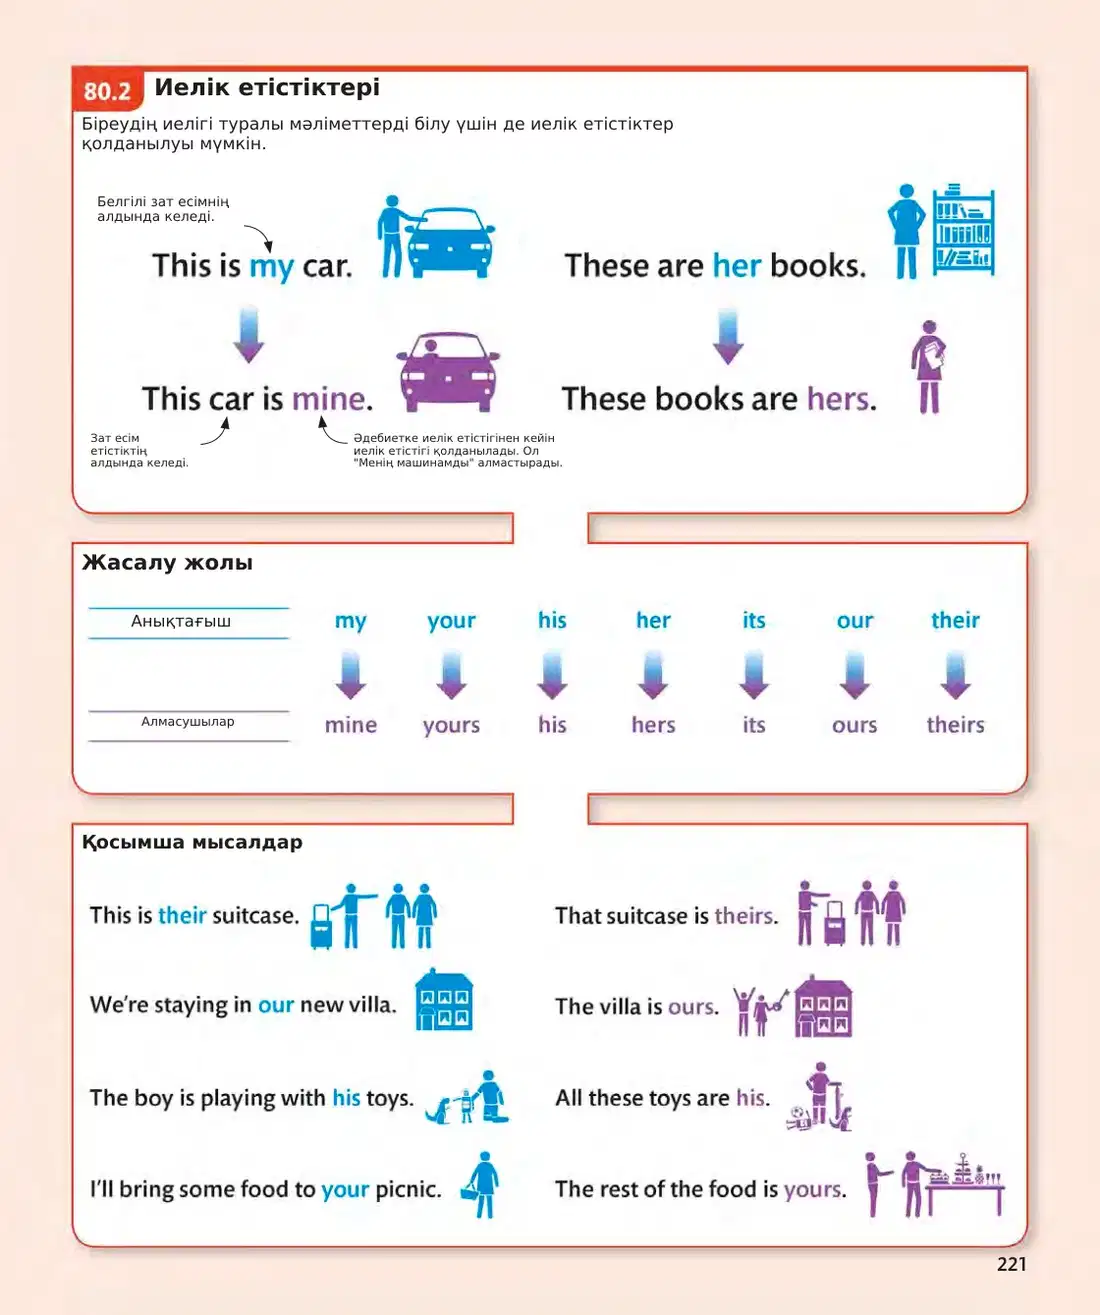 80.2 Иелік етістіктері
Біреудің иелігі туралы мәліметтерді білу үшін де иелік етістіктер
қолданылуы мүмкін.
Белгілі зат есімнің
алдында келеді.
This is my car.
These are her books.
This car is mine.
These books are hers.
Зат есім
етістіктің
алдында келеді.
Әдебиетке иелік етістігінен кейін
иелік етістігі қолданылады. Ол
"Менің машинамды" алмастырады.
Жасалу жолы
Анықтағыш my your his her its our their
Алмасушылар mine yours his hers its ours theirs
Қосымша мысалдар
This is their suitcase.
That suitcase is theirs.
We're staying in our new villa.
The villa is ours.
The boy is playing with his toys.
All these toys are his.
I'll bring some food to your picnic.
The rest of the food is yours.
221